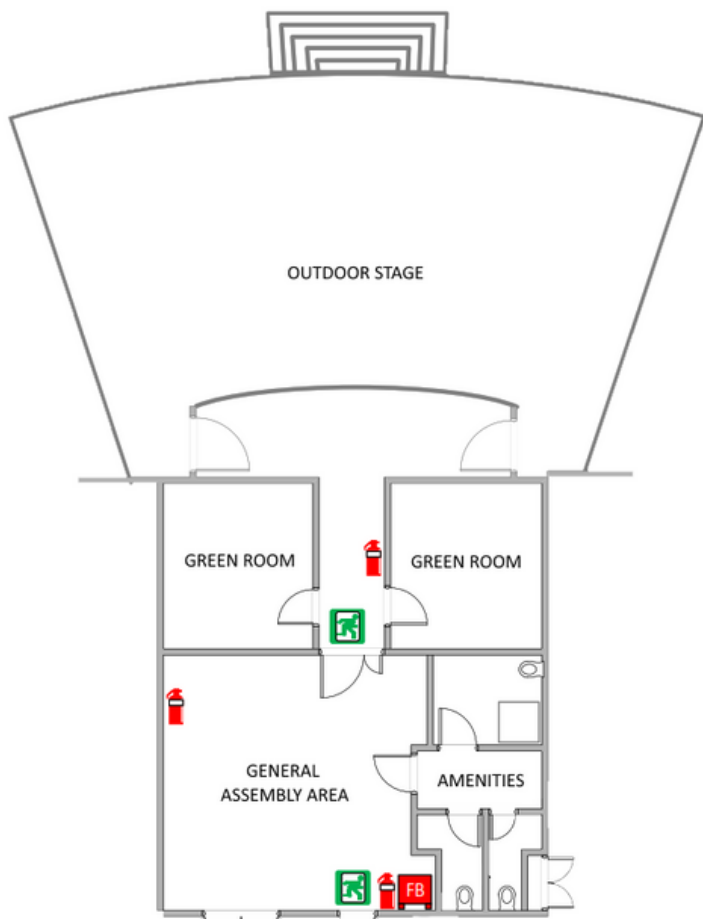 OUTDOOR STAGE
GREEN ROOM
GREEN ROOM
GENERAL
ASSEMBLY AREA
AMENITIES
FB